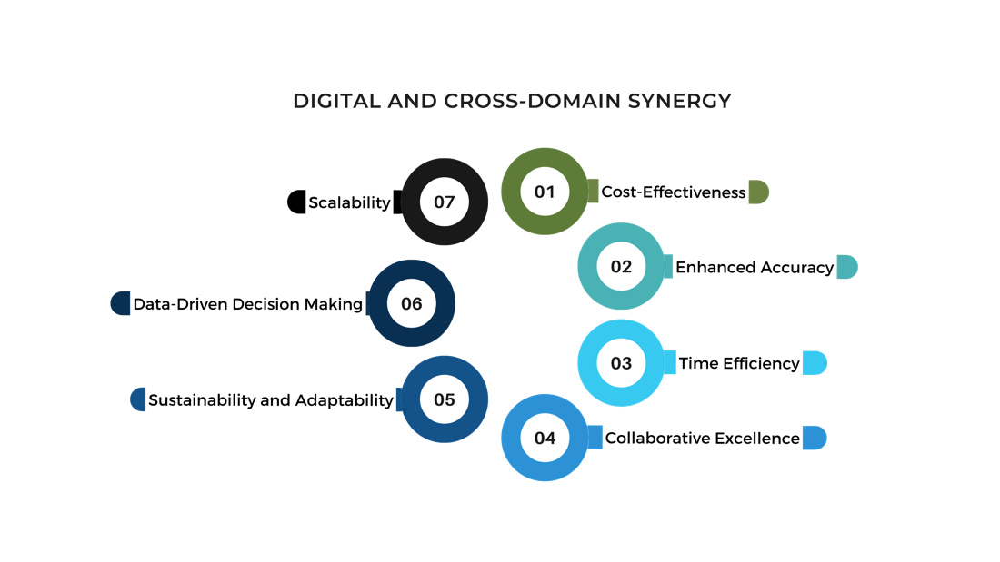 DIGITAL AND CROSS-DOMAIN SYNERGY
01
Cost-Effectiveness
02
Enhanced Accuracy
03
Time Efficiency
04
Collaborative Excellence
05
Sustainability and Adaptability
06
Data-Driven Decision Making
07
Scalability